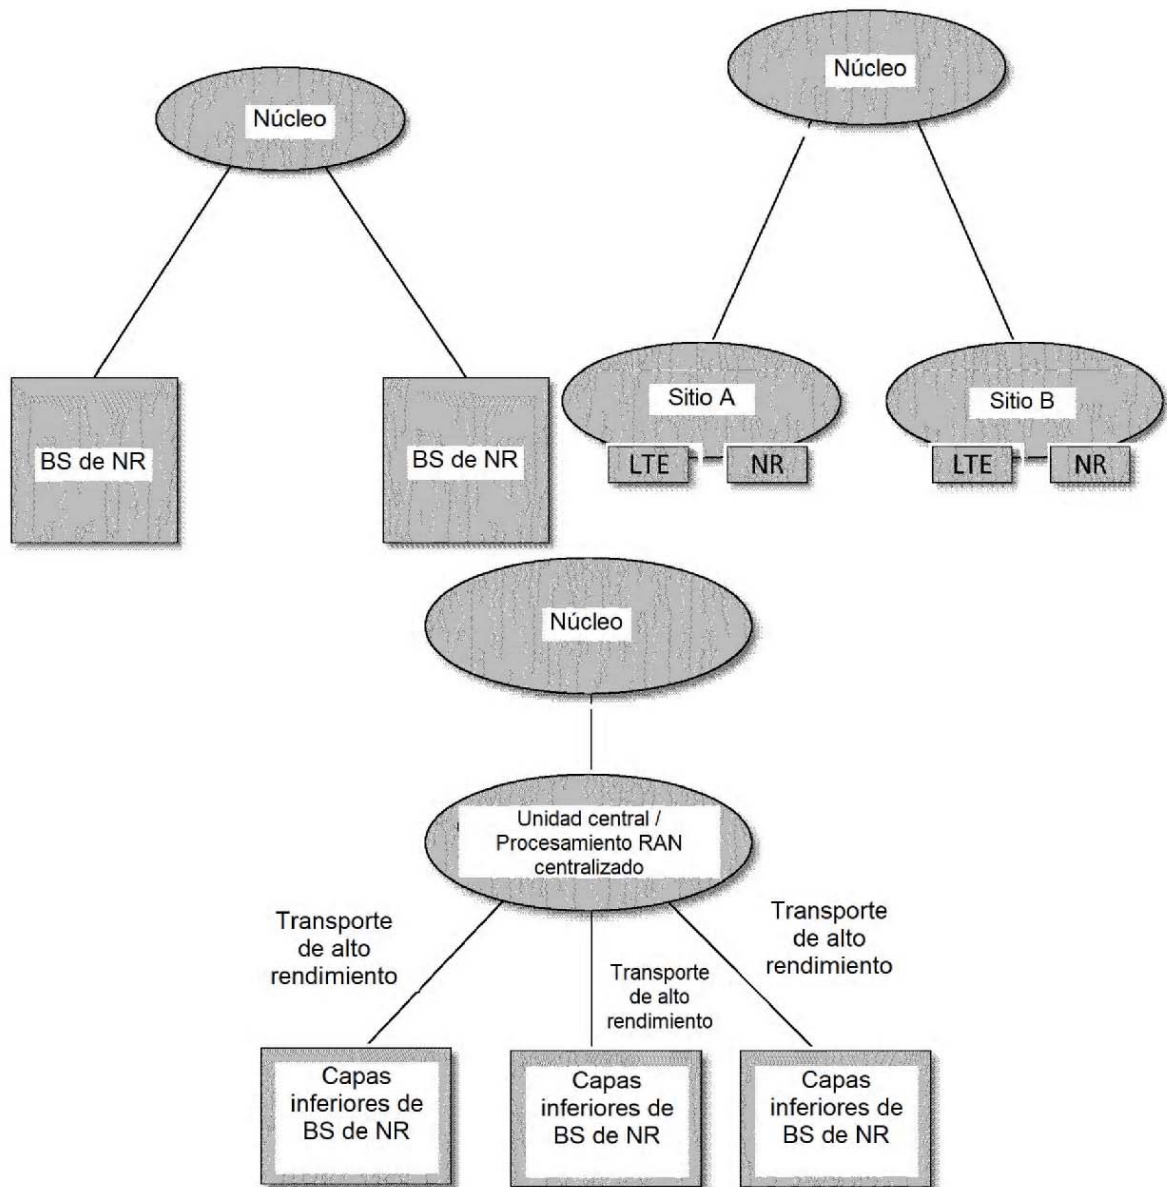 Núcleo
BS de NR
BS de NR
Núcleo
Sitio A
LTE
NR
Sitio B
LTE
NR
Núcleo
Unidad central /
Procesamiento RAN
centralizado
Transporte
de alto
rendimiento
Transporte
de alto
rendimiento
Transporte
de alto
rendimiento
Capas
inferiores de
BS de NR
Capas
inferiores de
BS de NR
Capas
inferiores de
BS de NR